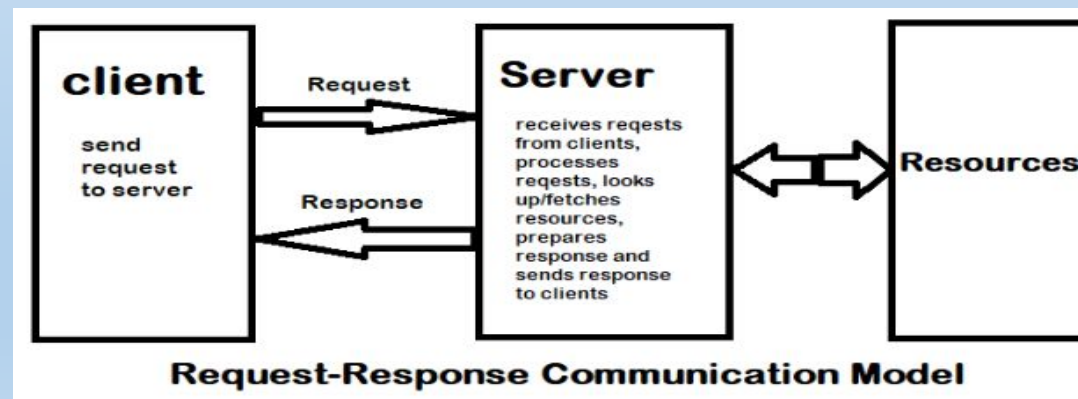 client
send
request
to server
Request
Response
Server
receives reqests
from clients,
processes
reqests, looks
up/fetches
resources,
prepares
response and
sends response
to clients
Resources
Request-Response Communication Model